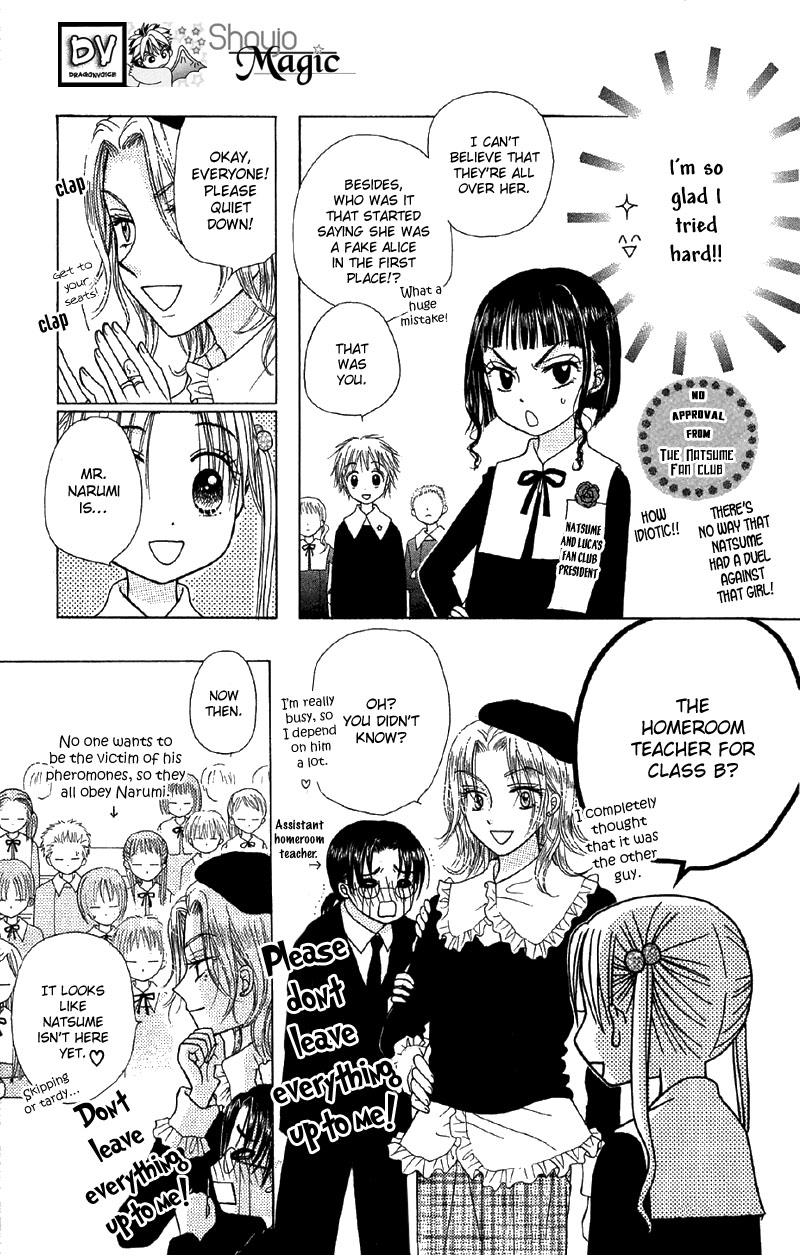 DV
DRAGONVOICE
Shoujo
Magic
I'm so
glad I
tried
hard!!
I CAN'T
BELIEVE THAT
THEY'RE ALL
OVER HER.
BESIDES,
WHO WAS IT
THAT STARTED
SAYING SHE WAS
A FAKE ALICE
IN THE FIRST
PLACE!?
What a
huge
mistake!
THAT
WAS
YOU.
NO
APPROVAL
FROM
THE NATSUME
FAN CLUB
THERE'S
NO WAY THAT
NATSUME
HAD A DUEL
AGAINST
THAT GIRL!
HOW
IDIOTIC!!
NATSUME
AND LUCA'S
FAN CLUB
PRESIDENT
OKAY,
EVERYONE!
PLEASE
QUIET
DOWN!
clap
Get to
your
seats!
clap
MR.
NARUMI
IS...
THE
HOMEROOM
TEACHER FOR
CLASS B?
I completely
thought
that it was
the other
guy.
OH?
YOU DIDN'T
KNOW?
I'm really
busy, so
I depend
on him
a lot.
♡
Assistant
homeroom
teacher.
→
Please
don't
leave
everything
up to me!
NOW
THEN.
No one wants to
be the victim of his
pheromones, so they
all obey Narumi.
↓
IT LOOKS
LIKE
NATSUME
ISN'T HERE
YET. ♡
Skipping
or tardy...
Don't
leave
everything
up to me!